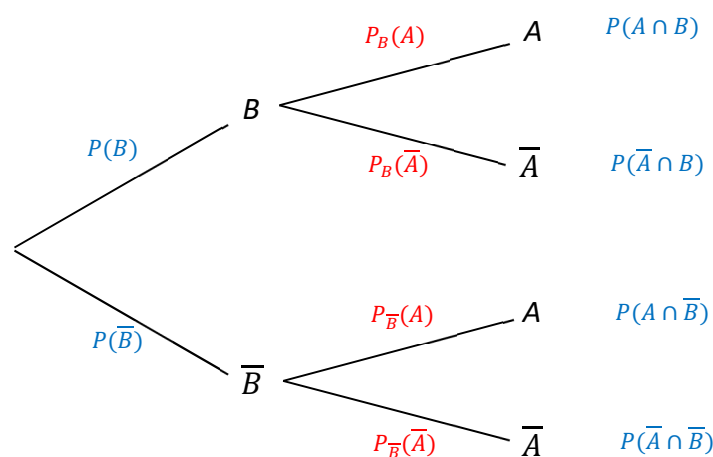 P_B(A) A P(A ∩ B)
B
P(B)
P_B(A̅) A̅ P(A̅ ∩ B)
P_B̅(A) A P(A ∩ B̅)
P(B̅)
B̅
P_B̅(A̅) A̅ P(A̅ ∩ B̅)